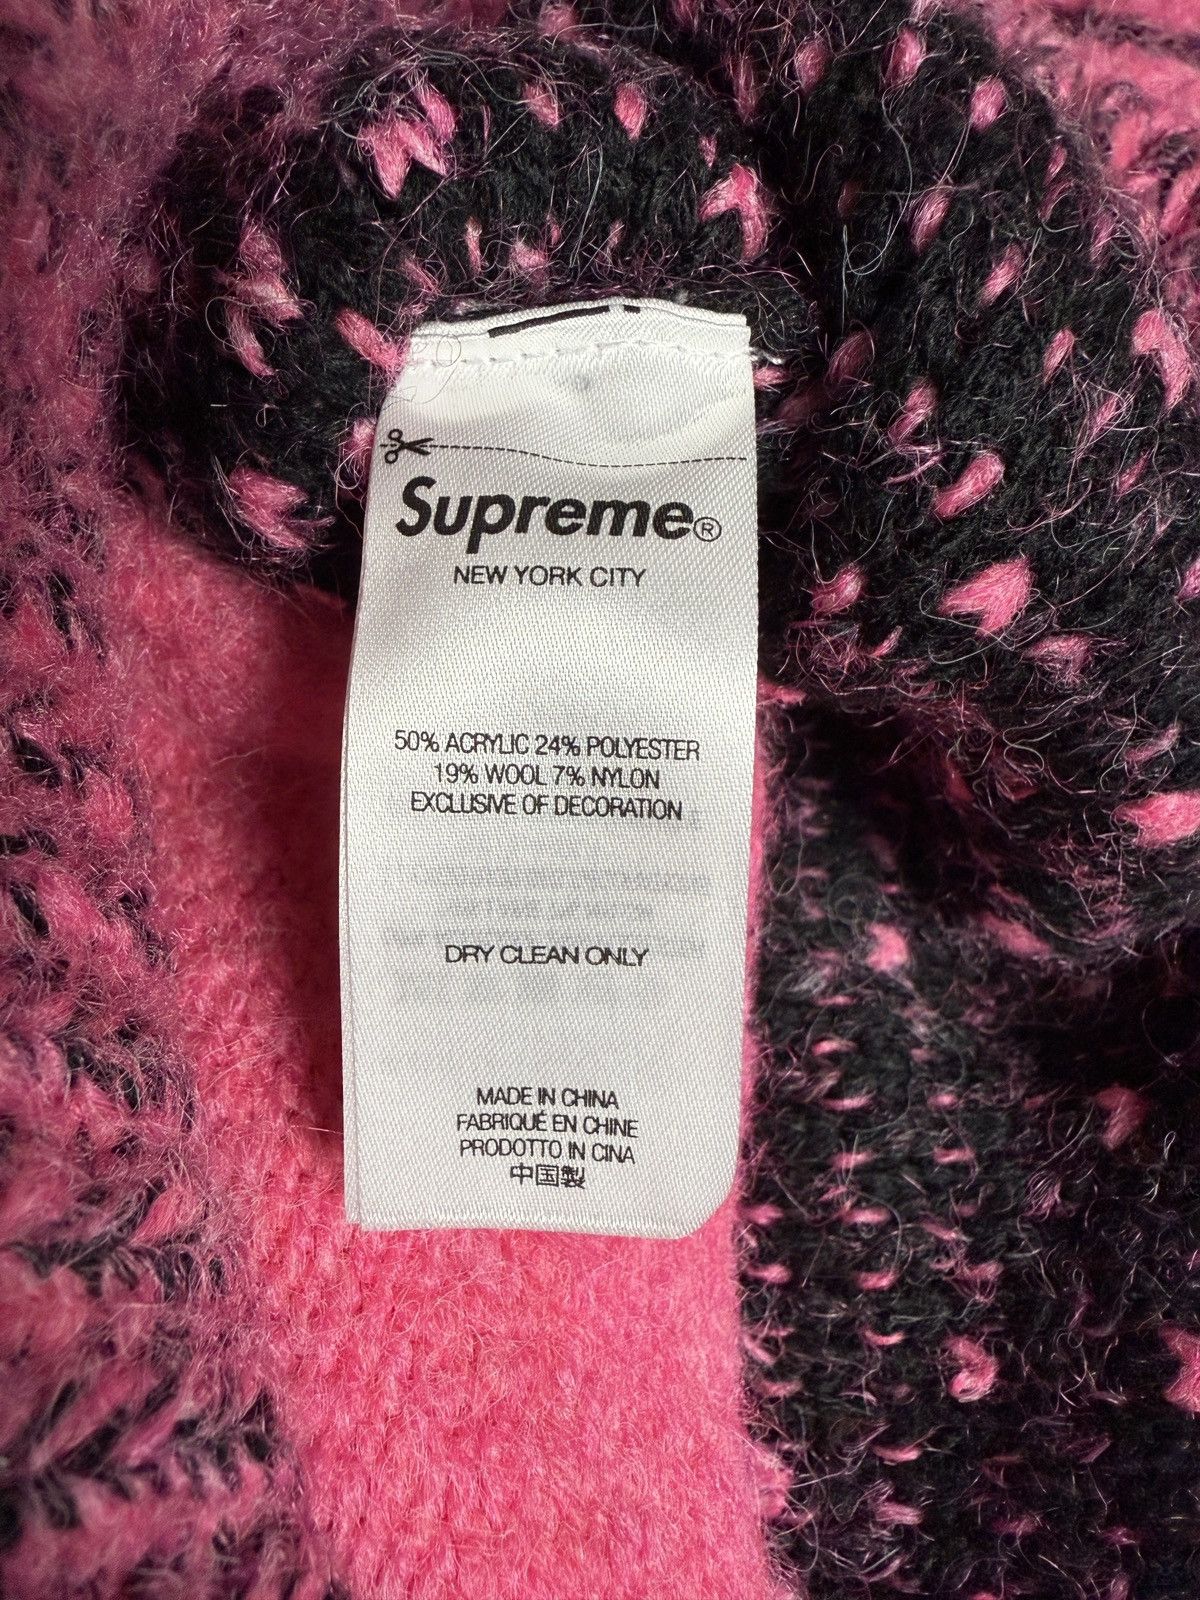 Supreme®
NEW YORK CITY
50% ACRYLIC 24% POLYESTER
19% WOOL 7% NYLON
EXCLUSIVE OF DECORATION
DRY CLEAN ONLY
MADE IN CHINA
FABRIQUÉ EN CHINE
PRODOTTO IN CINA
中国製